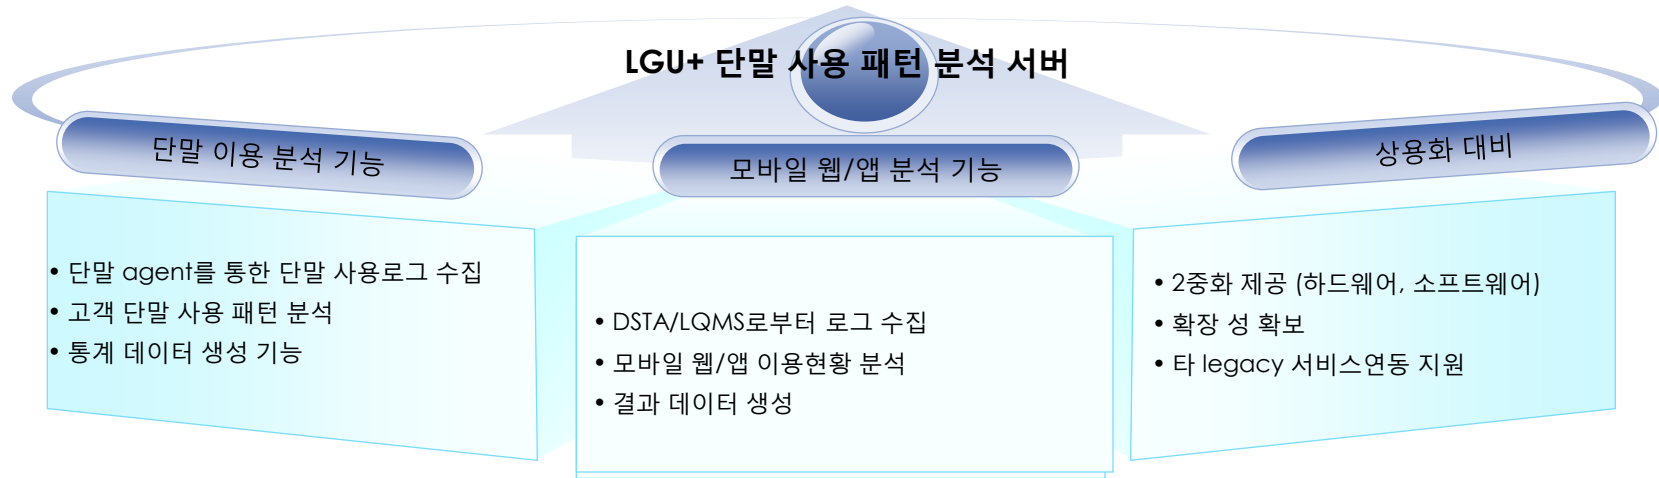 LGU+ 단말 사용 패턴 분석 서버
단말 이용 분석 기능
• 단말 agent를 통한 단말 사용로그 수집
• 고객 단말 사용 패턴 분석
• 통계 데이터 생성 기능
모바일 웹/앱 분석 기능
• DSTA/LQMS로부터 로그 수집
• 모바일 웹/앱 이용현황 분석
• 결과 데이터 생성
상용화 대비
• 2중화 제공 (하드웨어, 소프트웨어)
• 확장 성 확보
• 타 legacy 서비스연동 지원